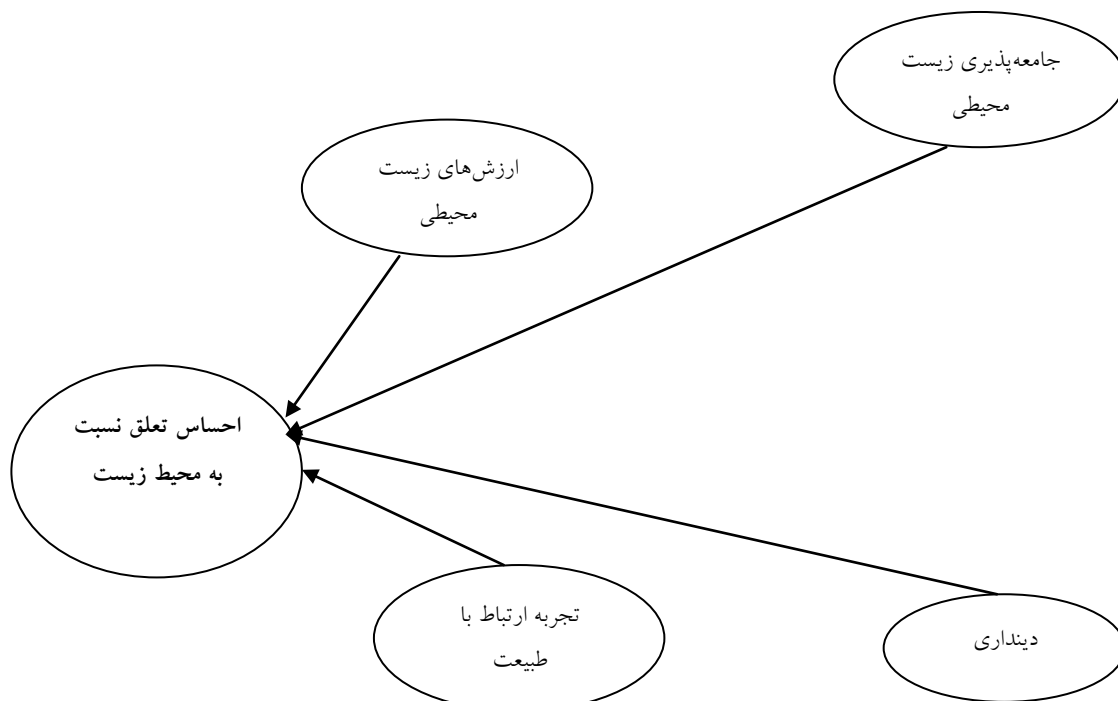 جامعه‌پذیری زیست
محیطی
ارزش‌های زیست
محیطی
احساس تعلق نسبت
به محیط زیست
تجربه ارتباط با
طبیعت
دینداری